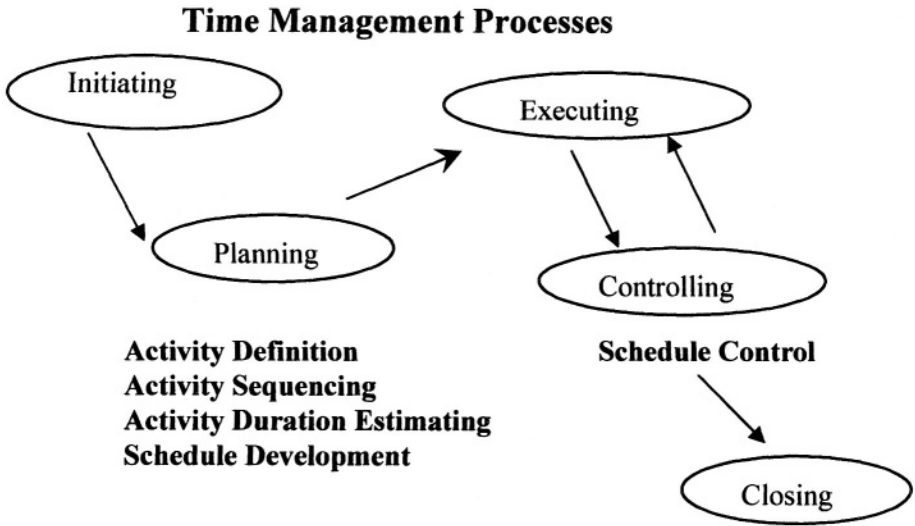 Time Management Processes
Initiating
Executing
Planning
Controlling
Activity Definition
Activity Sequencing
Activity Duration Estimating
Schedule Development
Schedule Control
Closing